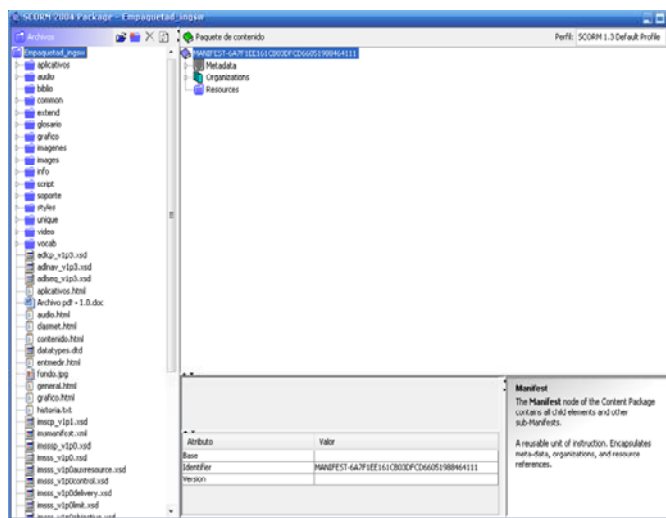 SCORM 2004 Package - Empaquetad_ingsw
Archivos
Paquete de contenido
Perfil: SCORM 1.3 Default Profile
Empaquetad_ingsw
aplicativos
audio
biblio
common
extend
glosario
grafico
imagenes
images
info
script
soporte
styles
unique
video
vocab
adlcp_v1p3.xsd
adlnav_v1p3.xsd
adlseq_v1p3.xsd
aplicativos.html
Archivo pdf - 1.0.doc
audio.html
clasmet.html
contenido.html
datatypes.dtd
entmedir.html
fundo.jpg
general.html
grafico.html
historia.txt
imscp_v1p1.xsd
imsmanifest.xml
imsssp_v1p0.xsd
imsss_v1p0.xsd
imsss_v1p0auxresource.xsd
imsss_v1p0control.xsd
imsss_v1p0delivery.xsd
imsss_v1p0limit.xsd
imsss_v1p0objective.xsd
MANIFEST-6A7F1EE161CB03DFCD66051988464111
Metadata
Organizations
Resources
Atributo Valor
Base
Identifier MANIFEST-6A7F1EE161CB03DFCD66051988464111
Version
Manifest
The Manifest node of the Content Package
contains all child elements and other
sub-Manifests.
A reusable unit of instruction. Encapsulates
meta-data, organizations, and resource
references.